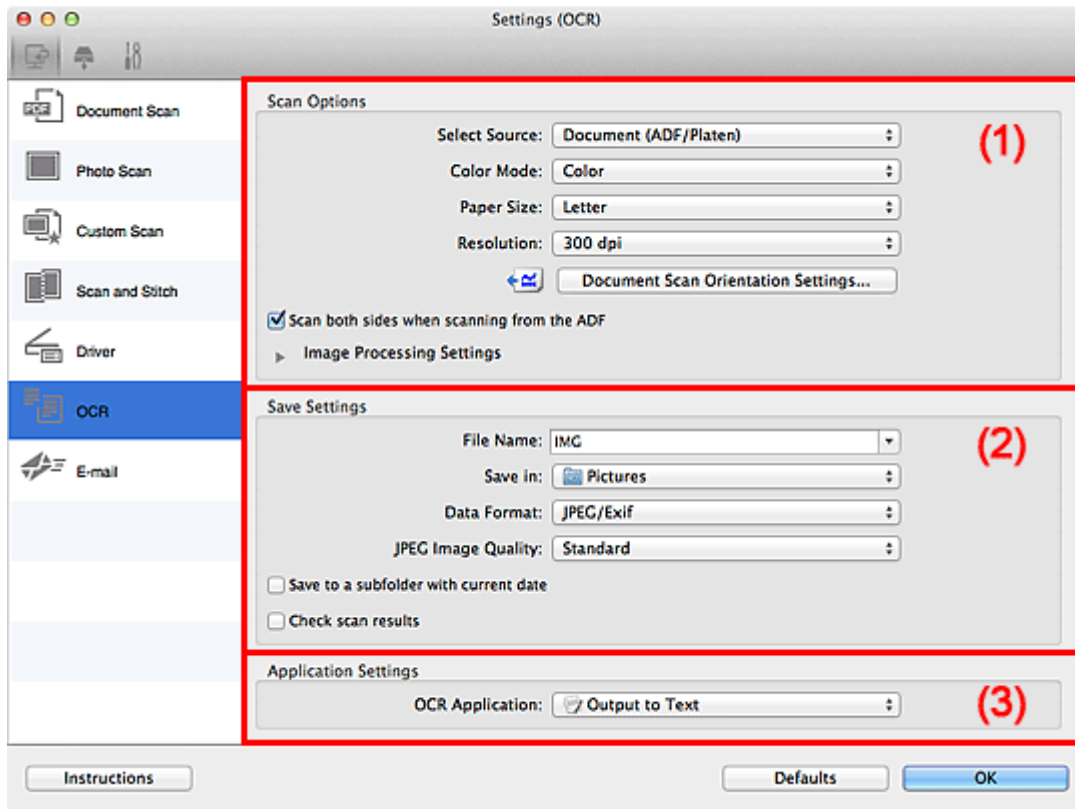 Settings (OCR)
Document Scan
Photo Scan
Custom Scan
Scan and Stitch
Driver
OCR
E-mail
Scan Options
(1)
Select Source: Document (ADF/Platen)
Color Mode: Color
Paper Size: Letter
Resolution: 300 dpi
Document Scan Orientation Settings...
Scan both sides when scanning from the ADF
Image Processing Settings
Save Settings
(2)
File Name: IMG
Save in: Pictures
Data Format: JPEG/Exif
JPEG Image Quality: Standard
Save to a subfolder with current date
Check scan results
Application Settings
(3)
OCR Application: Output to Text
Instructions
Defaults
OK